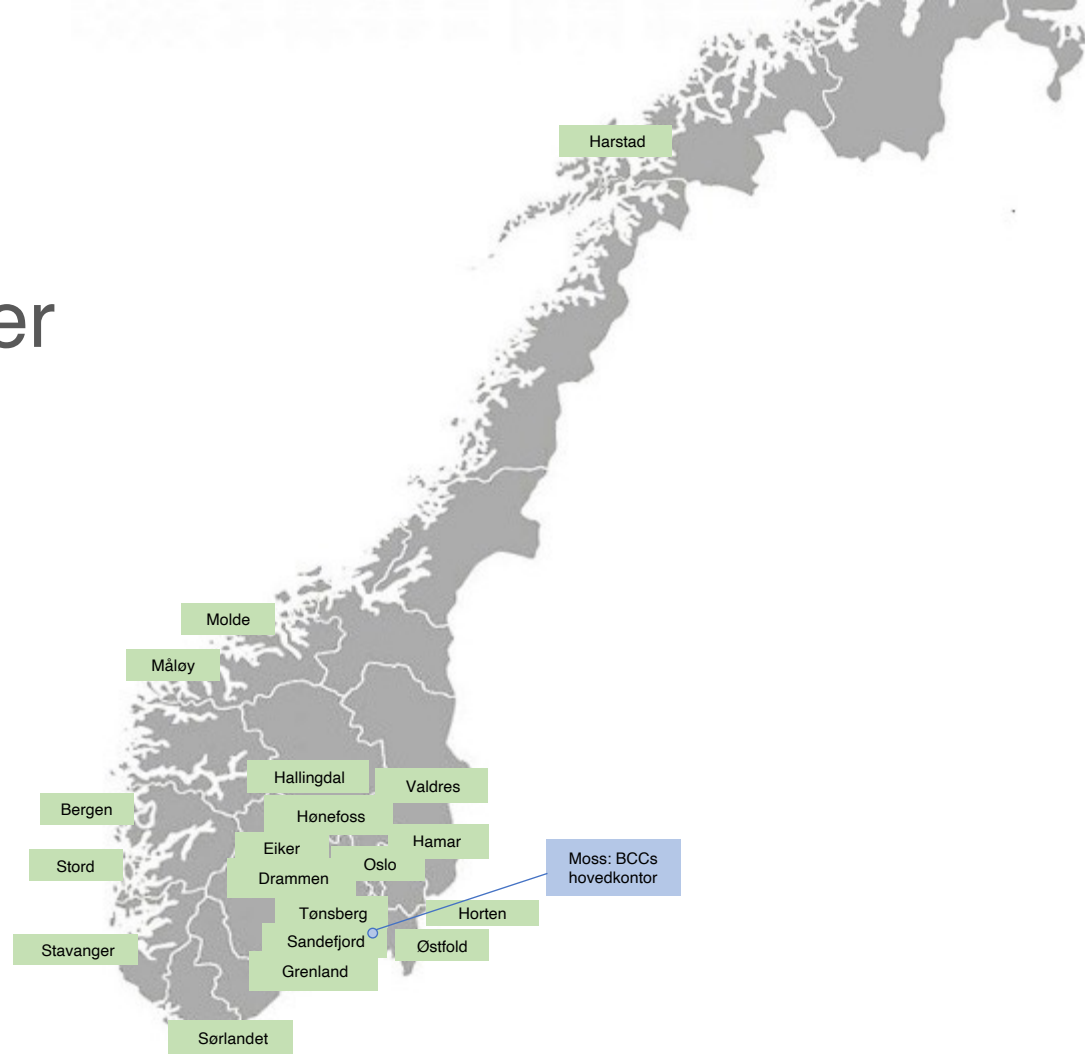 er
Harstad
Molde
Måløy
Hallingdal
Valdres
Bergen
Hønefoss
Hamar
Eiker
Oslo
Stord
Drammen
Moss: BCCs
hovedkontor
Tønsberg
Horten
Sandefjord
Østfold
Stavanger
Grenland
Sørlandet